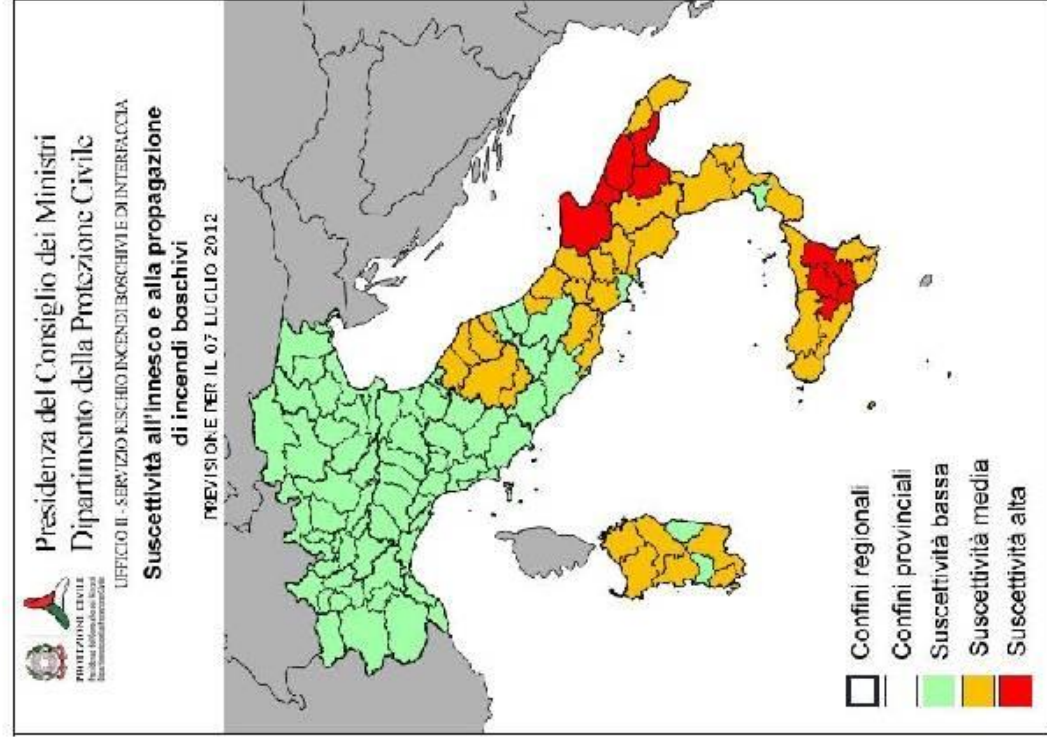 Presidenza del Consiglio dei Ministri
Dipartimento della Protezione Civile
PROTEZIONE CIVILE
UFFICIO II - SERVIZIO RISCHIO INCENDI BOSCHIVI E DI INTERFACCIA
Suscettività all'innesco e alla propagazione
di incendi boschivi
PREVISIONE PER IL 07 LUGLIO 2012
Confini regionali
Confini provinciali
Suscettività bassa
Suscettività media
Suscettività alta